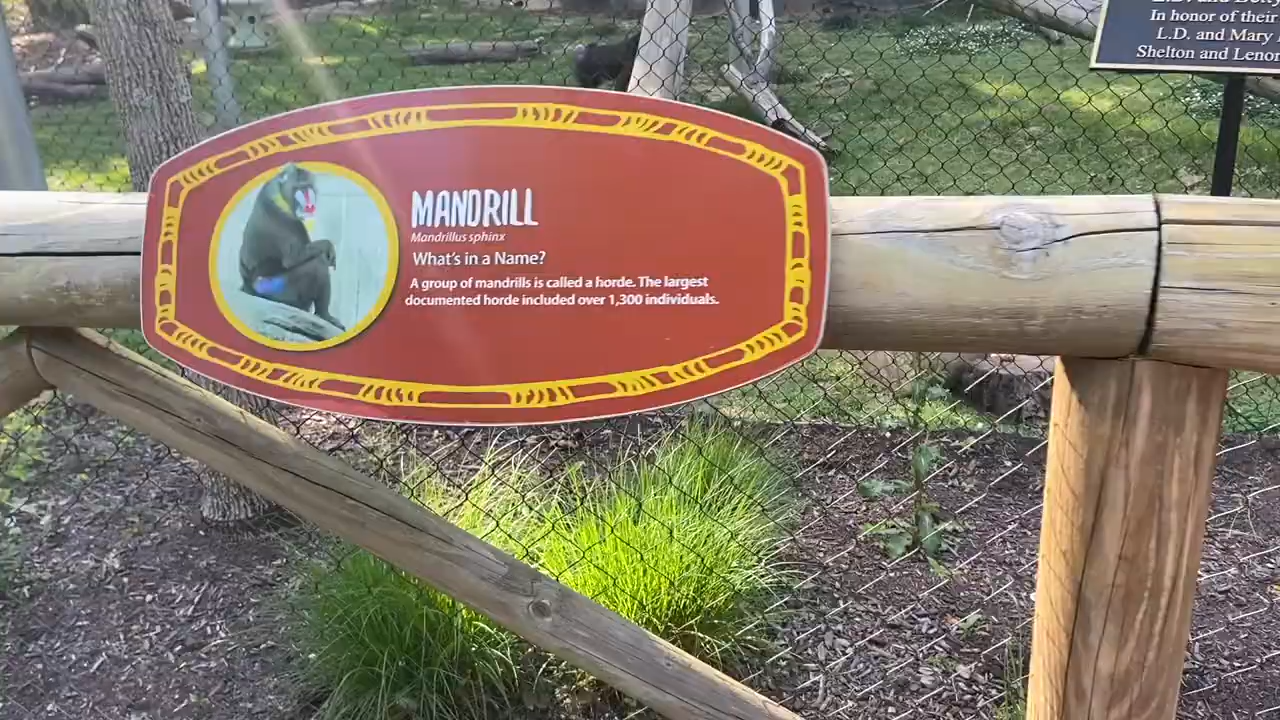 In honor of their
L.D. and Mary
Shelton and
MANDRILL
Mandrillus sphinx
What's in a Name?
A group of mandrills is called a horde. The largest
documented horde included over 1,300 individuals.